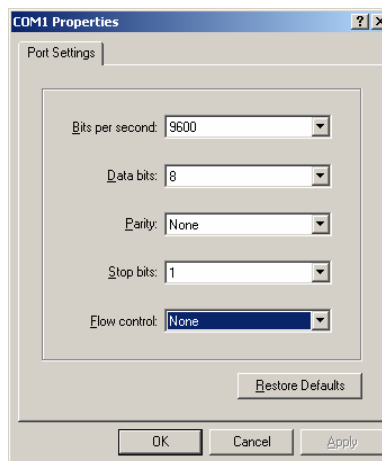 COM1 Properties
Port Settings
Bits per second: 9600
Data bits: 8
Parity: None
Stop bits: 1
Flow control: None
Restore Defaults
OK Cancel Apply